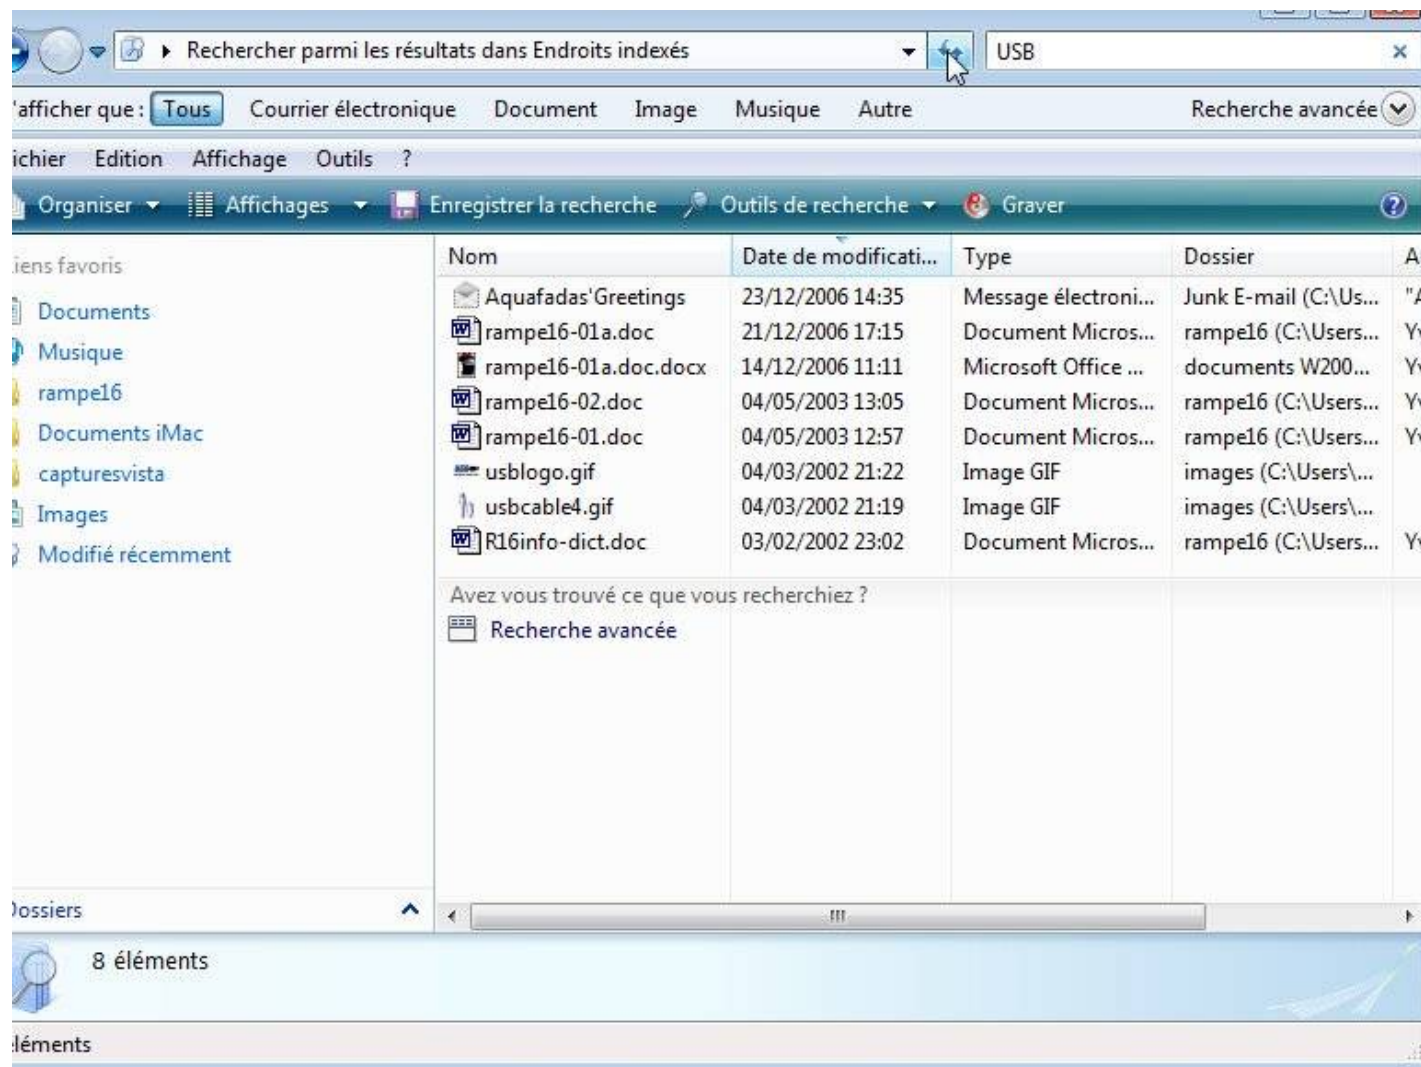 Rechercher parmi les résultats dans Endroits indexés USB
'afficher que : Tous Courrier électronique Document Image Musique Autre Recherche avancée
ichier Edition Affichage Outils ?
Organiser Affichages Enregistrer la recherche Outils de recherche Graver ?
iens favoris
Documents
Musique
rampe16
Documents iMac
capturesvista
Images
Modifié récemment
Dossiers
Nom Date de modificati... Type Dossier A
Aquafadas'Greetings 23/12/2006 14:35 Message électroni... Junk E-mail (C:\Us... "A
rampe16-01a.doc 21/12/2006 17:15 Document Micros... rampe16 (C:\Users... Yv
rampe16-01a.doc.docx 14/12/2006 11:11 Microsoft Office ... documents W200... Yv
rampe16-02.doc 04/05/2003 13:05 Document Micros... rampe16 (C:\Users... Yv
rampe16-01.doc 04/05/2003 12:57 Document Micros... rampe16 (C:\Users... Yv
usblogo.gif 04/03/2002 21:22 Image GIF images (C:\Users\...
usbcable4.gif 04/03/2002 21:19 Image GIF images (C:\Users\...
R16info-dict.doc 03/02/2002 23:02 Document Micros... rampe16 (C:\Users... Yv
Avez vous trouvé ce que vous recherchiez ?
Recherche avancée
8 éléments
éléments